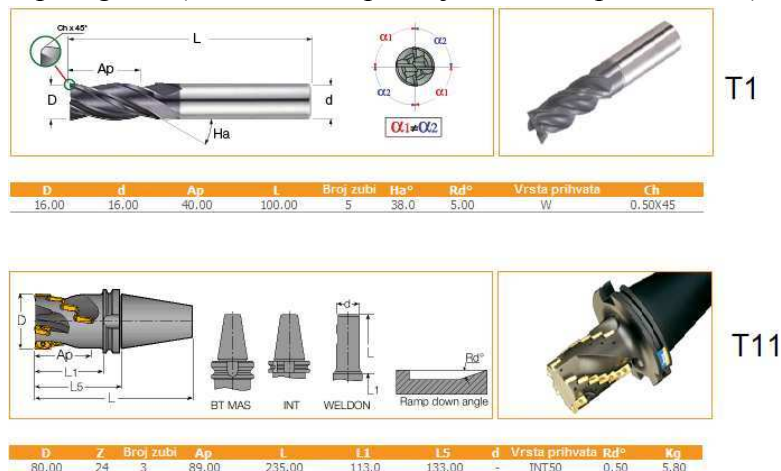 Ch x 45°
L
Ap
D
d
Ha
α1 α2
α2 α1
α1≠α2
T1
D d Ap L Broj zubi Ha° Rd° Vrsta prihvata Ch
16.00 16.00 40.00 100.00 5 38.0 5.00 W 0.50X45
D
Ap
L1
L5
L
d
L
L1
BT MAS INT WELDON
Rd°
Ramp down angle
T11
D Z Broj zubi Ap L L1 L5 d Vrsta prihvata Rd° Kg
80.00 24 3 89.00 235.00 113.0 133.00 - INT50 0.50 5.80